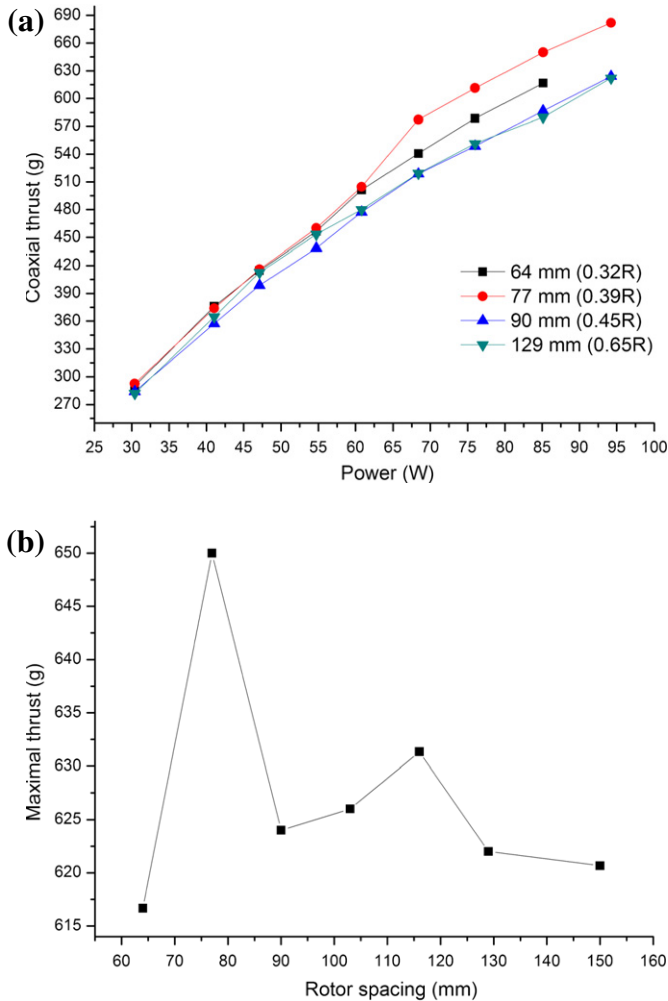 (a)
690
660
630
600
570
540
510
480
450
420
390
360
330
300
270
Coaxial thrust (g)
64 mm (0.32R)
77 mm (0.39R)
90 mm (0.45R)
129 mm (0.65R)
25 30 35 40 45 50 55 60 65 70 75 80 85 90 95 100
Power (W)
(b)
650
645
640
635
630
625
620
615
Maximal thrust (g)
60 70 80 90 100 110 120 130 140 150 160
Rotor spacing (mm)